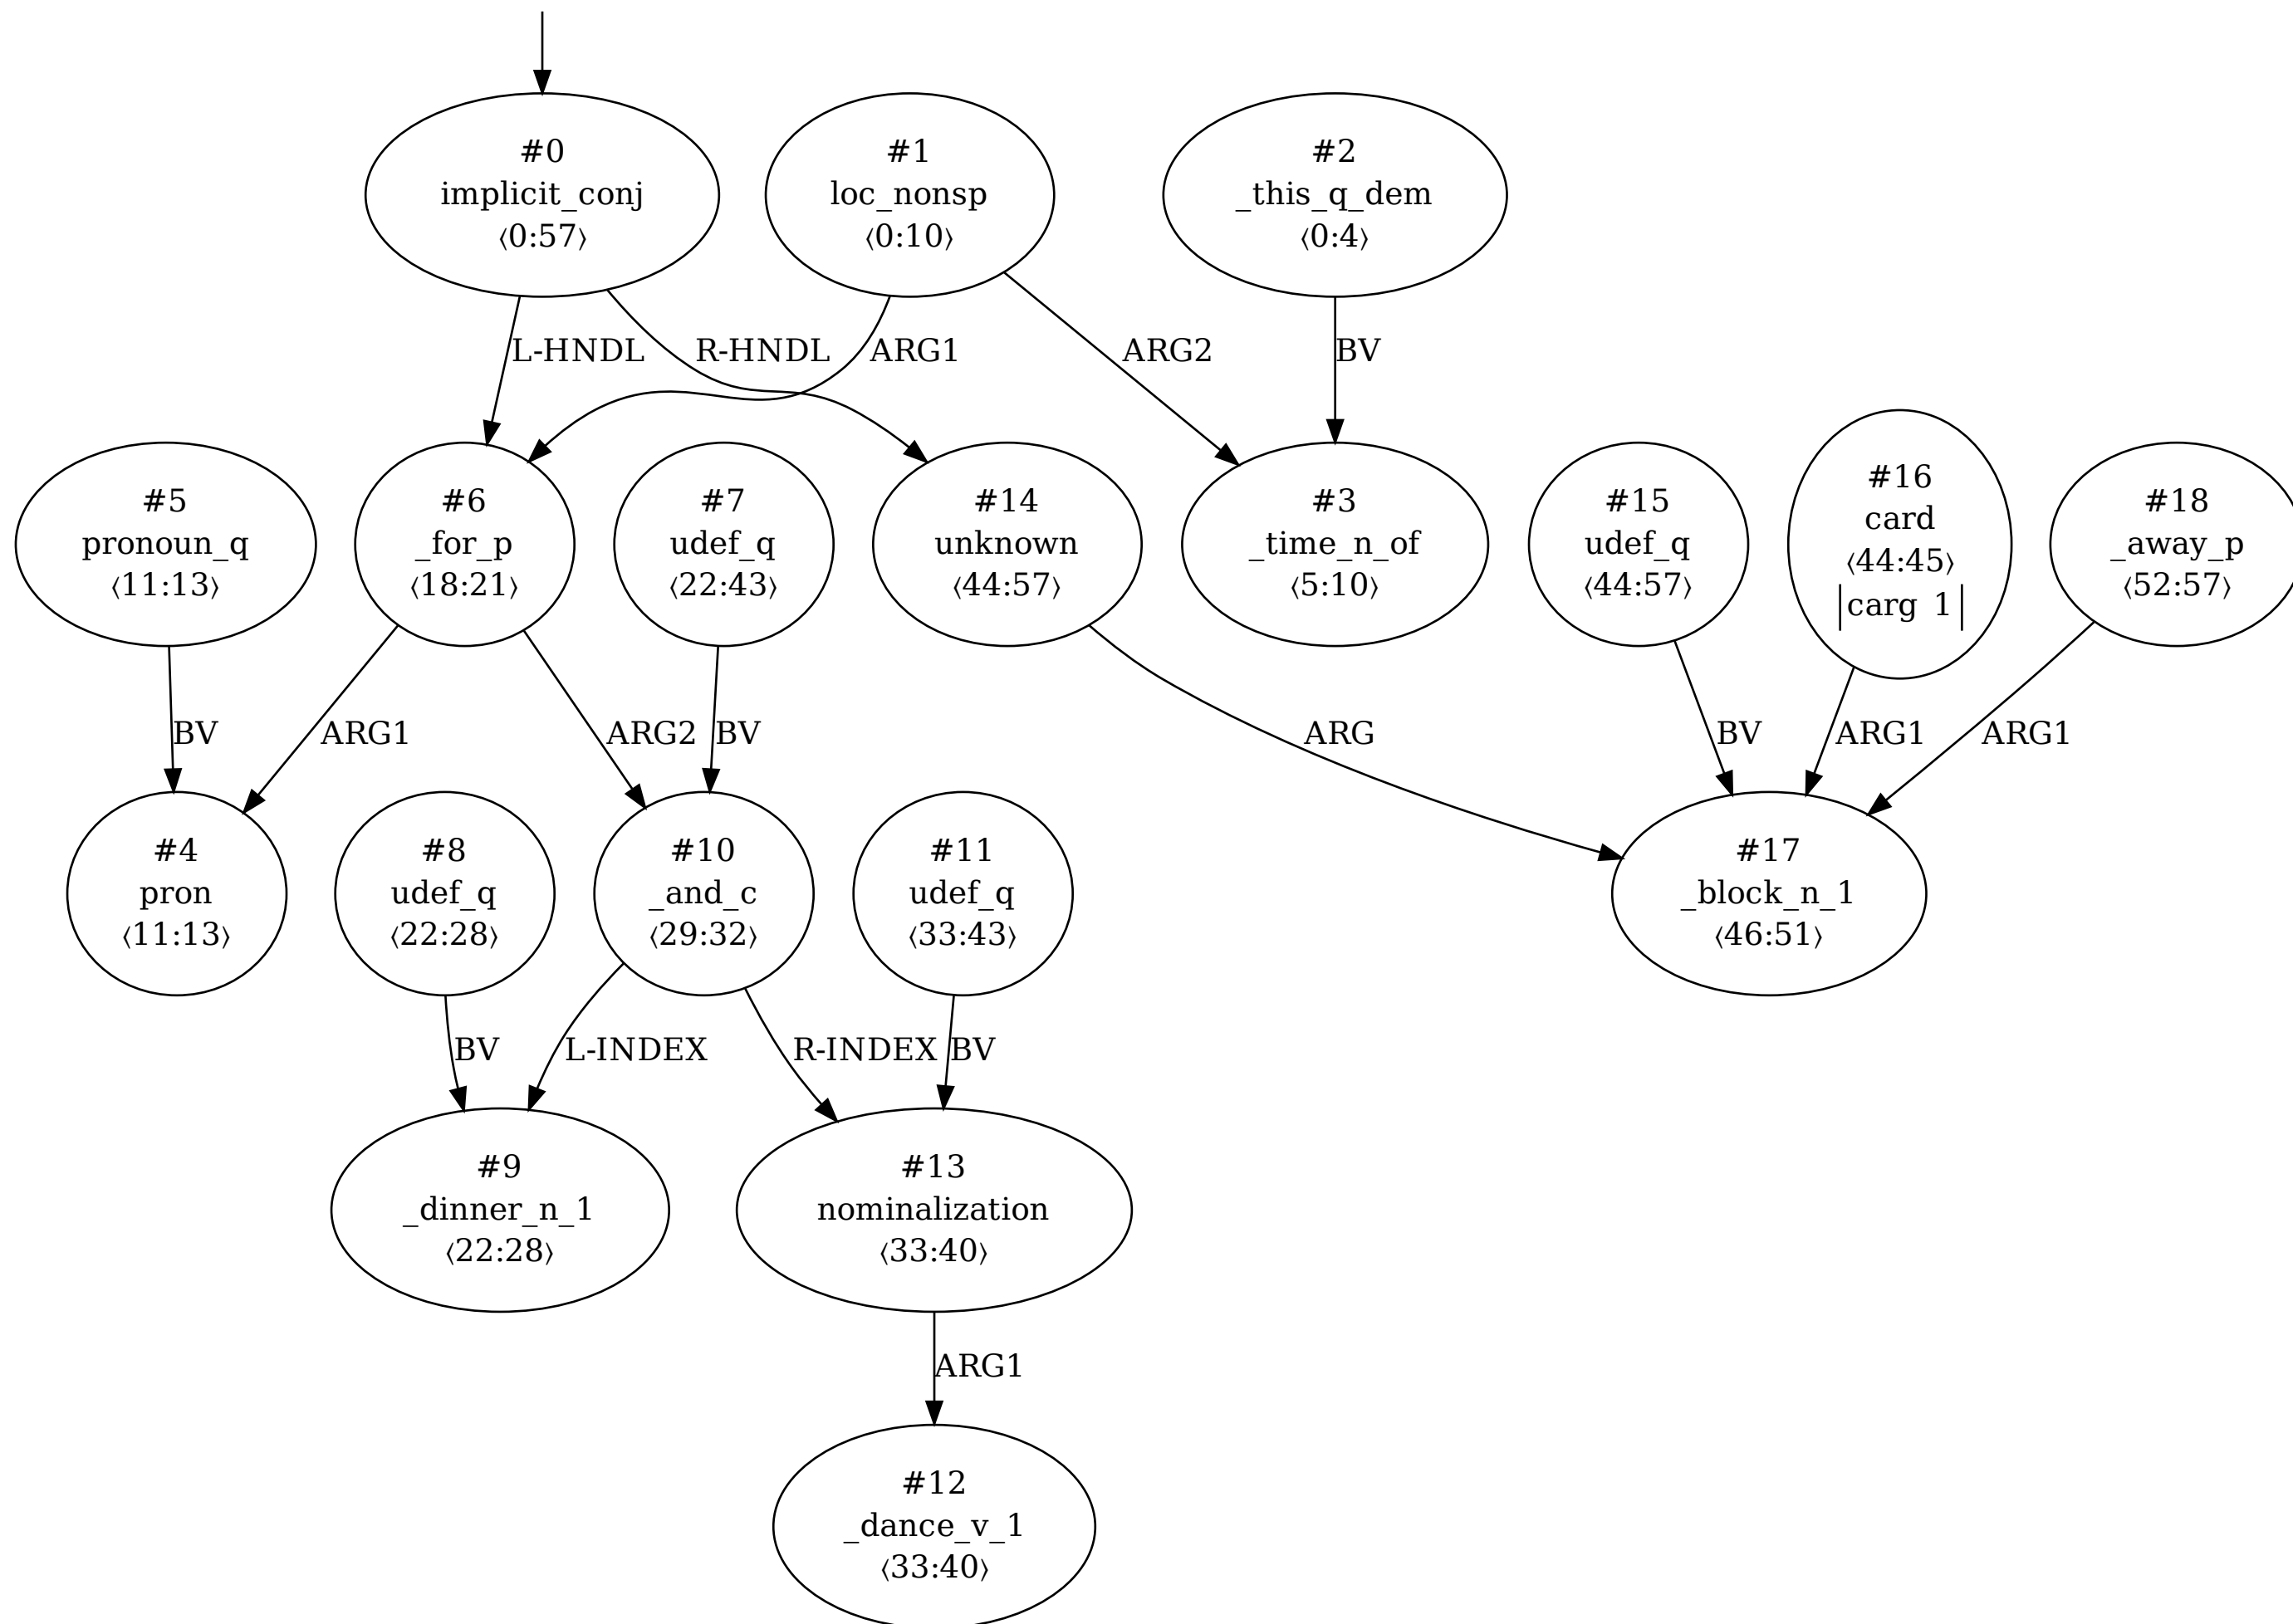 #0
implicit_conj
⟨0:57⟩
#1
loc_nonsp
⟨0:10⟩
#2
_this_q_dem
⟨0:4⟩
L-HNDL
R-HNDL
ARG1
ARG2
BV
#5
pronoun_q
⟨11:13⟩
#6
_for_p
⟨18:21⟩
#7
udef_q
⟨22:43⟩
#14
unknown
⟨44:57⟩
#3
_time_n_of
⟨5:10⟩
#15
udef_q
⟨44:57⟩
#16
card
⟨44:45⟩
|carg 1|
#18
_away_p
⟨52:57⟩
BV
ARG1
ARG2
BV
ARG
BV
ARG1
ARG1
#4
pron
⟨11:13⟩
#8
udef_q
⟨22:28⟩
#10
_and_c
⟨29:32⟩
#11
udef_q
⟨33:43⟩
#17
_block_n_1
⟨46:51⟩
BV
L-INDEX
R-INDEX
BV
#9
_dinner_n_1
⟨22:28⟩
#13
nominalization
⟨33:40⟩
ARG1
#12
_dance_v_1
⟨33:40⟩